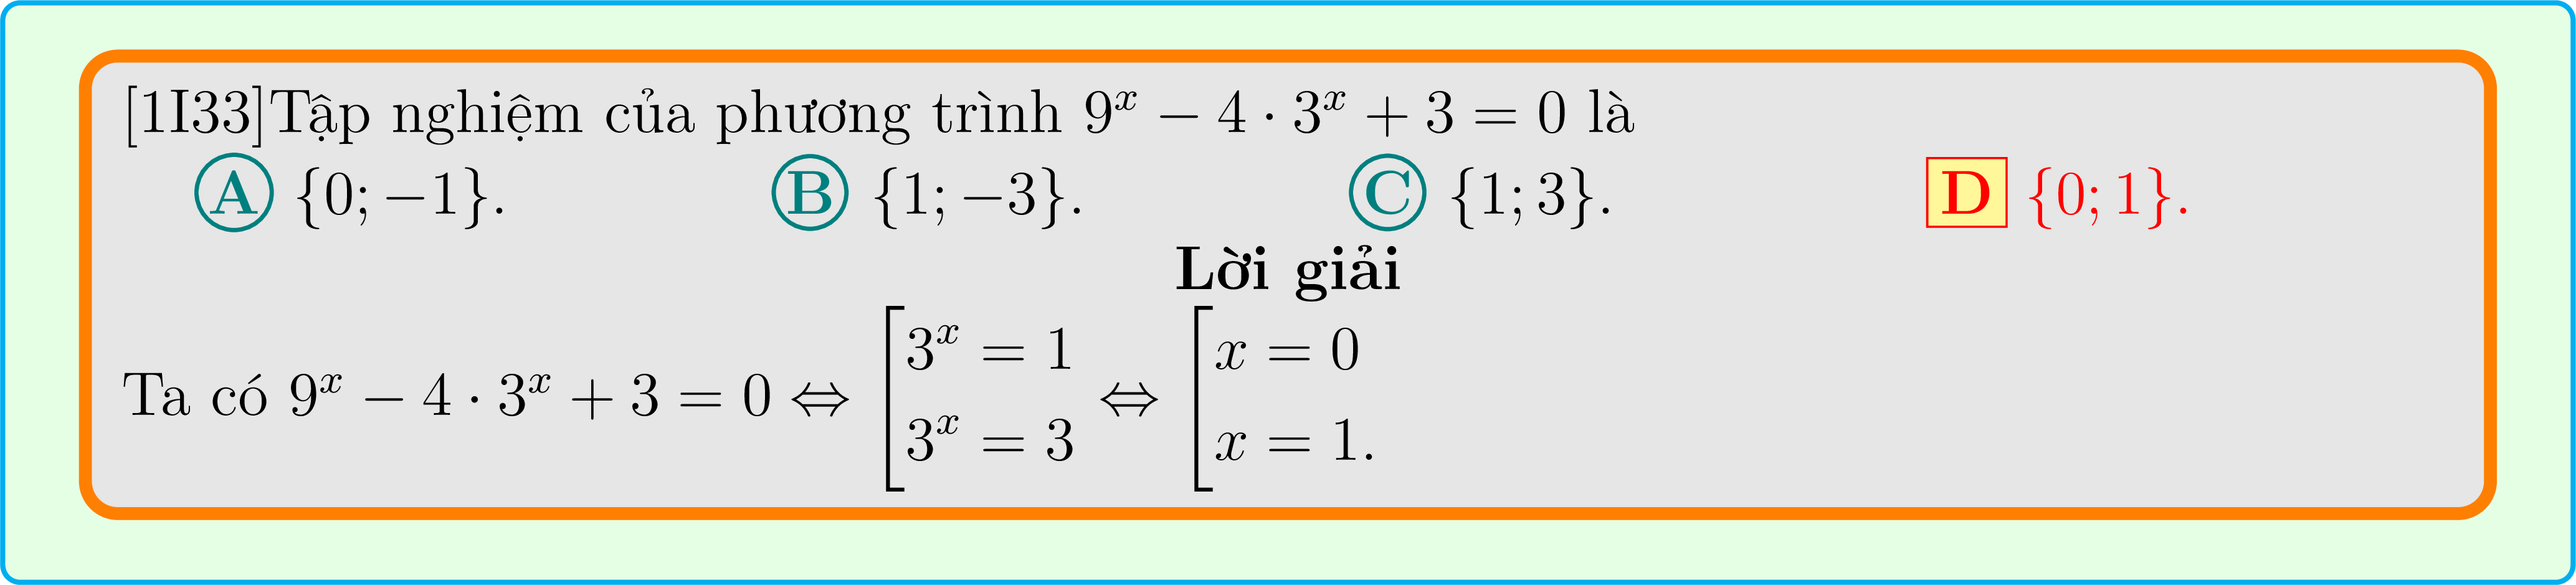 [1I33]Tập nghiệm của phương trình $9^x - 4 \cdot 3^x + 3 = 0$ là
A {0; −1}. B {1; −3}. C {1; 3}. D {0; 1}.
Lời giải
Ta có $9^x - 4 \cdot 3^x + 3 = 0 \Leftrightarrow \left[\begin{array}{l} 3^x = 1 \\ 3^x = 3 \end{array}\right. \Leftrightarrow \left[\begin{array}{l} x = 0 \\ x = 1. \end{array}\right.$